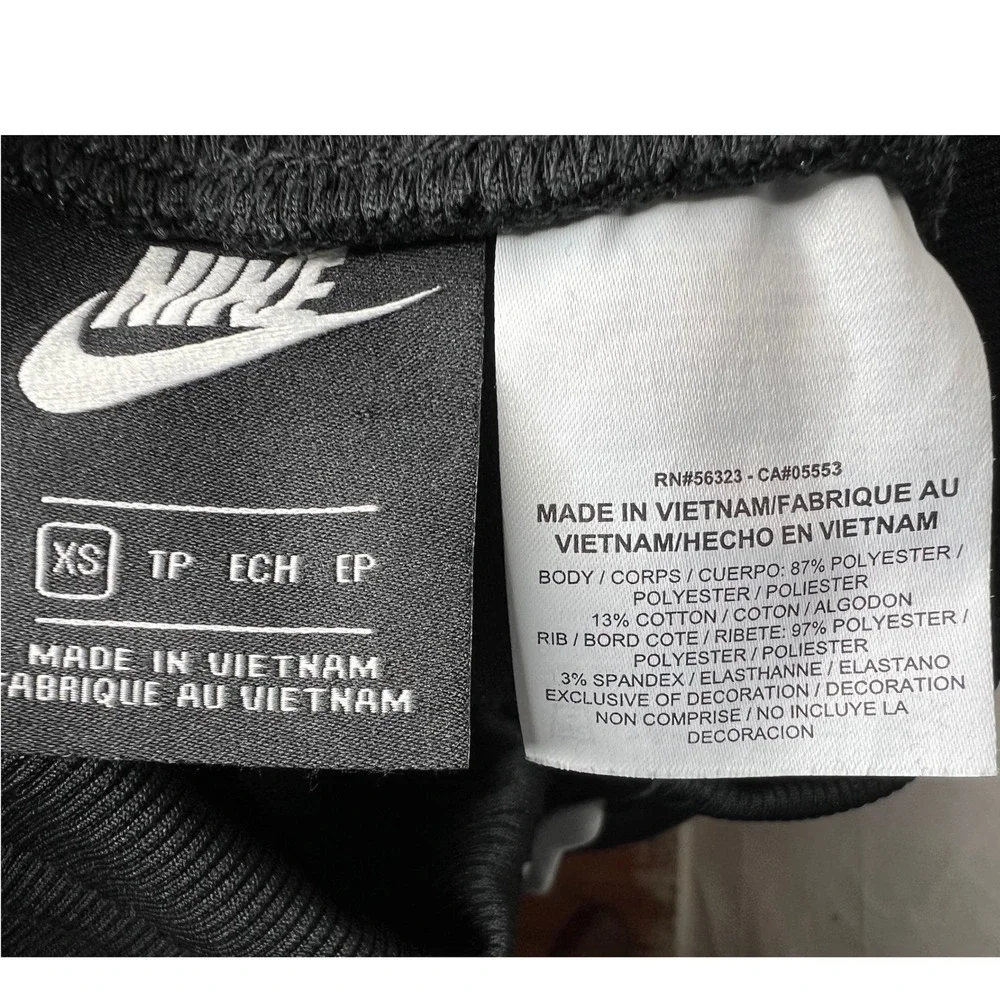 NIKE
XS TP ECH EP
MADE IN VIETNAM
FABRIQUE AU VIETNAM
RN#56323 - CA#05553
MADE IN VIETNAM/FABRIQUE AU
VIETNAM/HECHO EN VIETNAM
BODY / CORPS / CUERPO: 87% POLYESTER /
POLYESTER / POLIESTER
13% COTTON / COTON / ALGODON
RIB / BORD COTE / RIBETE: 97% POLYESTER /
POLYESTER / POLIESTER
3% SPANDEX / ELASTHANNE / ELASTANO
EXCLUSIVE OF DECORATION / DECORATION
NON COMPRISE / NO INCLUYE LA
DECORACION